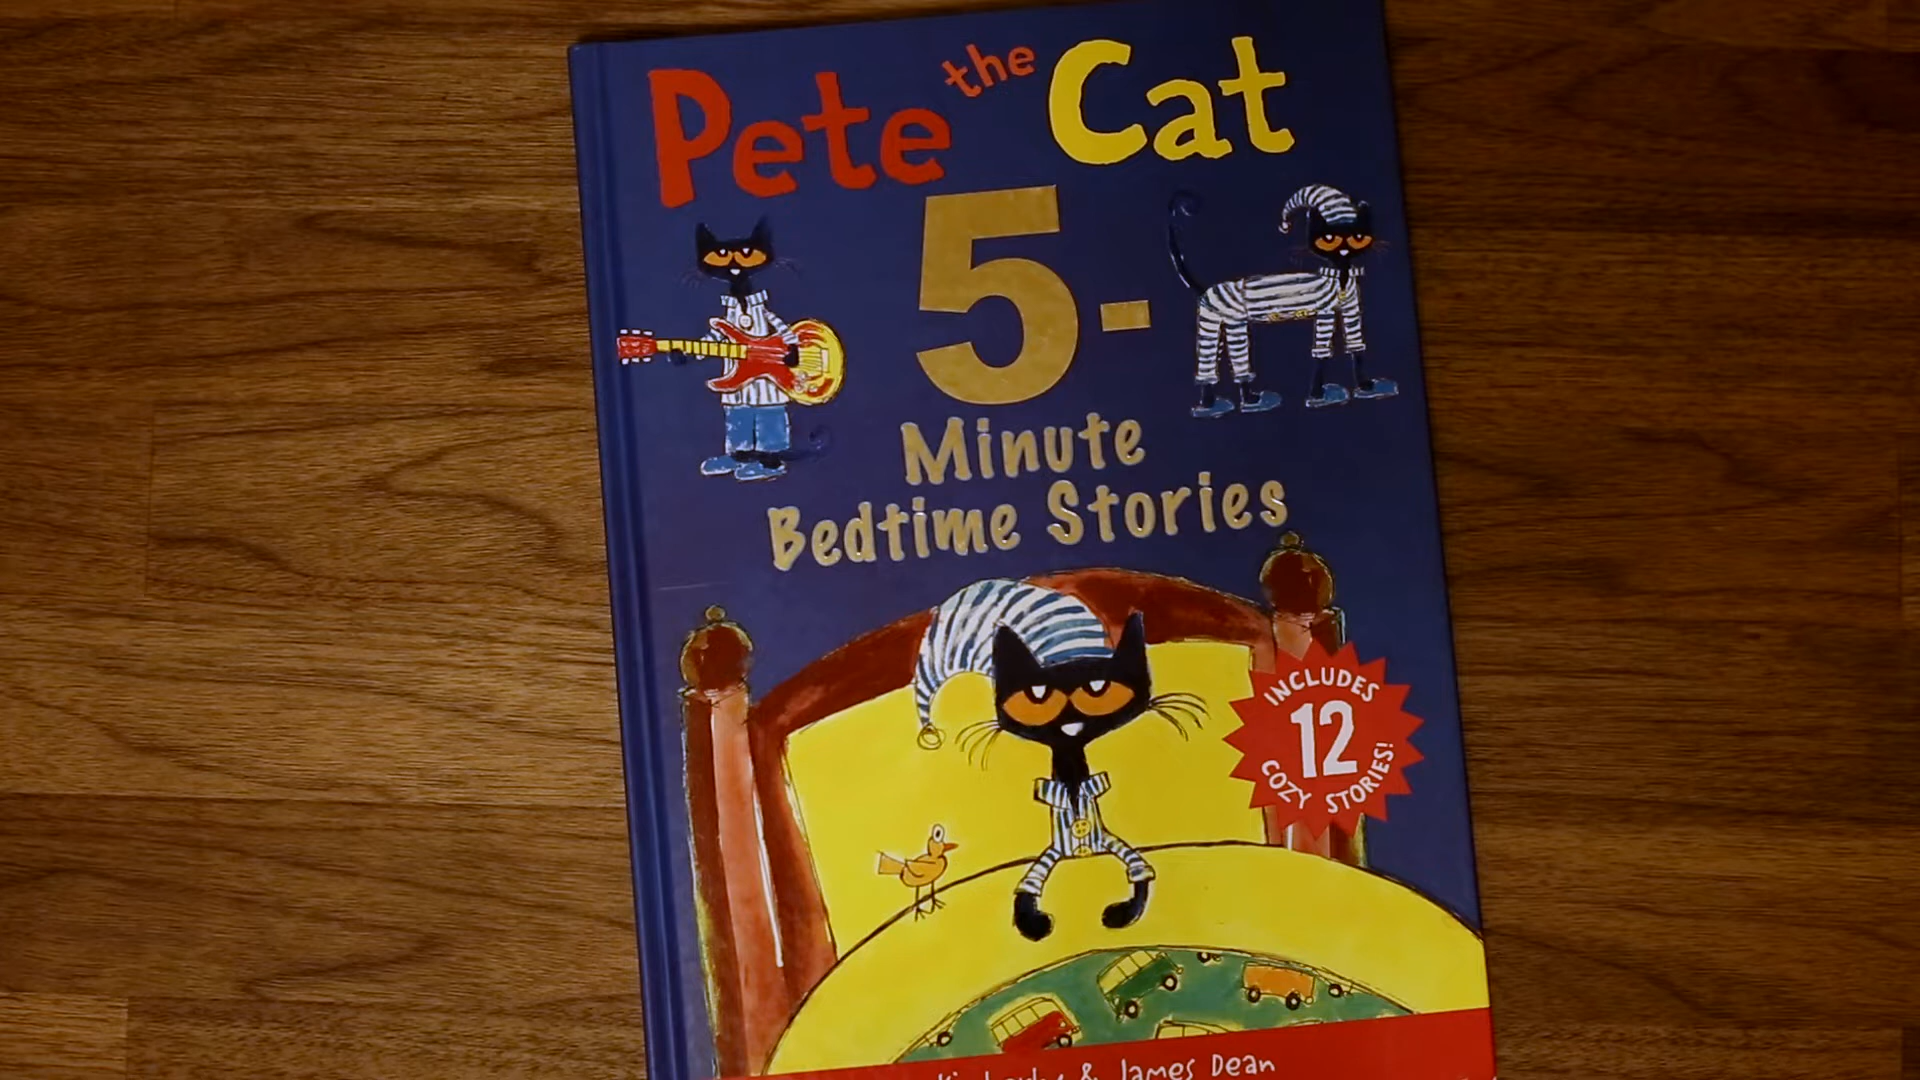 Pete the Cat
5-
Minute
Bedtime Stories
INCLUDES
12
COZY STORIES!
& James Dean